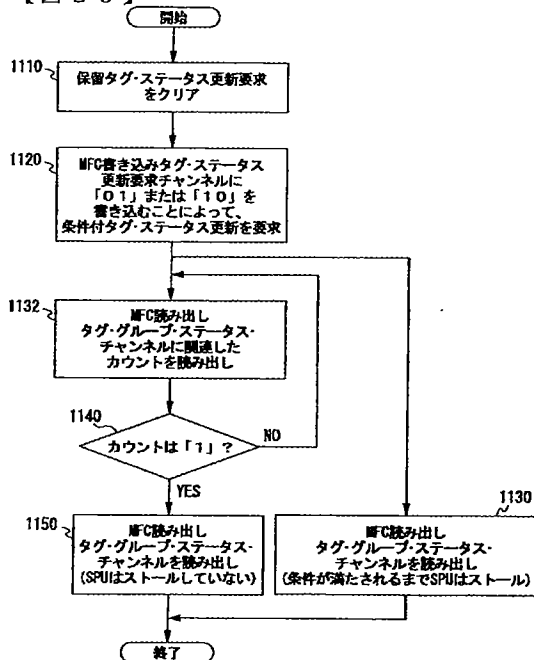 開始
1110
保留タグ・ステータス更新要求
をクリア
1120
MFC書き込みタグ・ステータス
更新要求チャンネルに
「01」または「10」を
書き込むことによって、
条件付タグ・ステータス更新を要求
1132
MFC読み出し
タグ・グループ・ステータス・
チャンネルに関連した
カウントを読み出し
1140
カウントは「1」?
NO
YES
1150
MFC読み出し
タグ・グループ・ステータス・
チャンネルを読み出し
(SPUはストールしていない)
1130
MFC読み出し
タグ・グループ・ステータス・
チャンネルを読み出し
(条件が満たされるまでSPUはストール)
終了